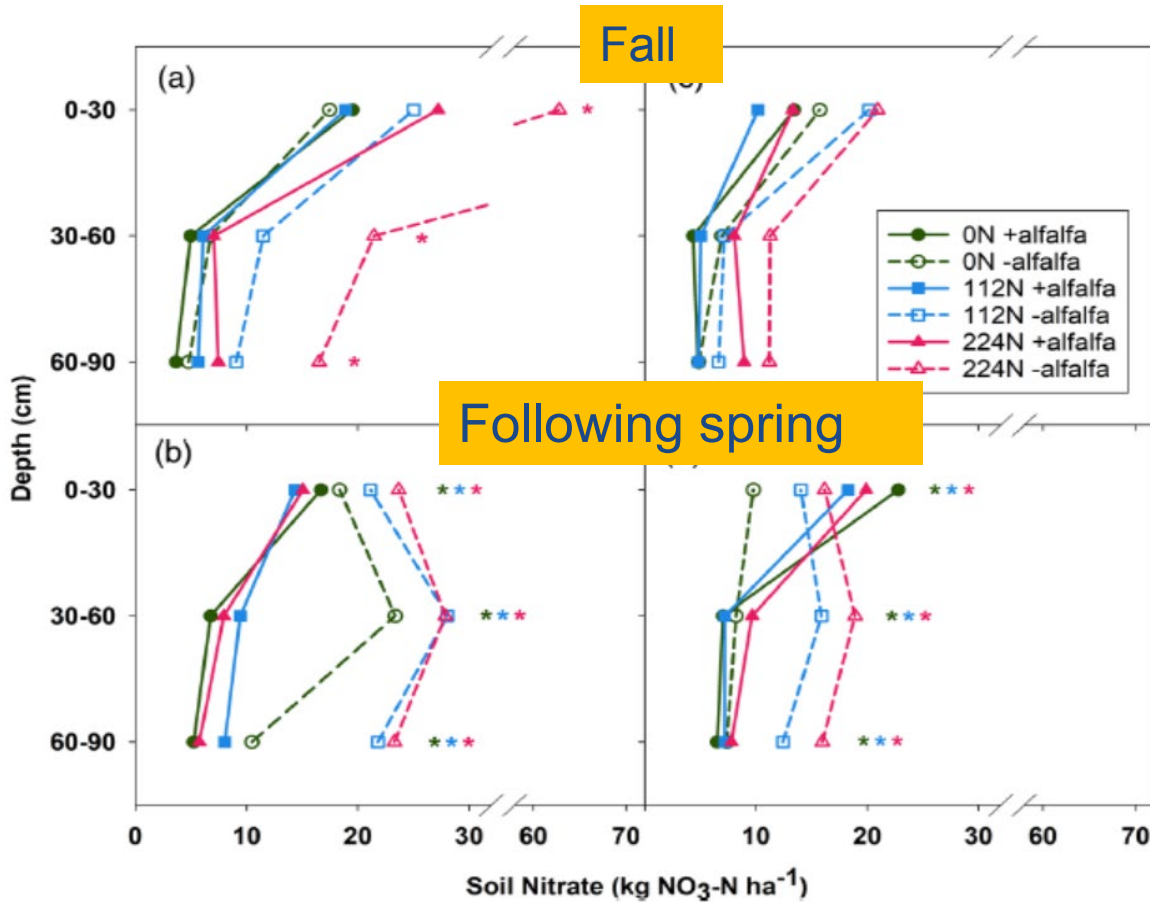 Fall
(a)
0-30
30-60
60-90
0N +alfalfa
0N -alfalfa
112N +alfalfa
112N -alfalfa
224N +alfalfa
224N -alfalfa
Following spring
(b)
0-30
30-60
60-90
Depth (cm)
0 10 20 30 60 70 10 20 30 60 70
Soil Nitrate (kg NO₃-N ha⁻¹)